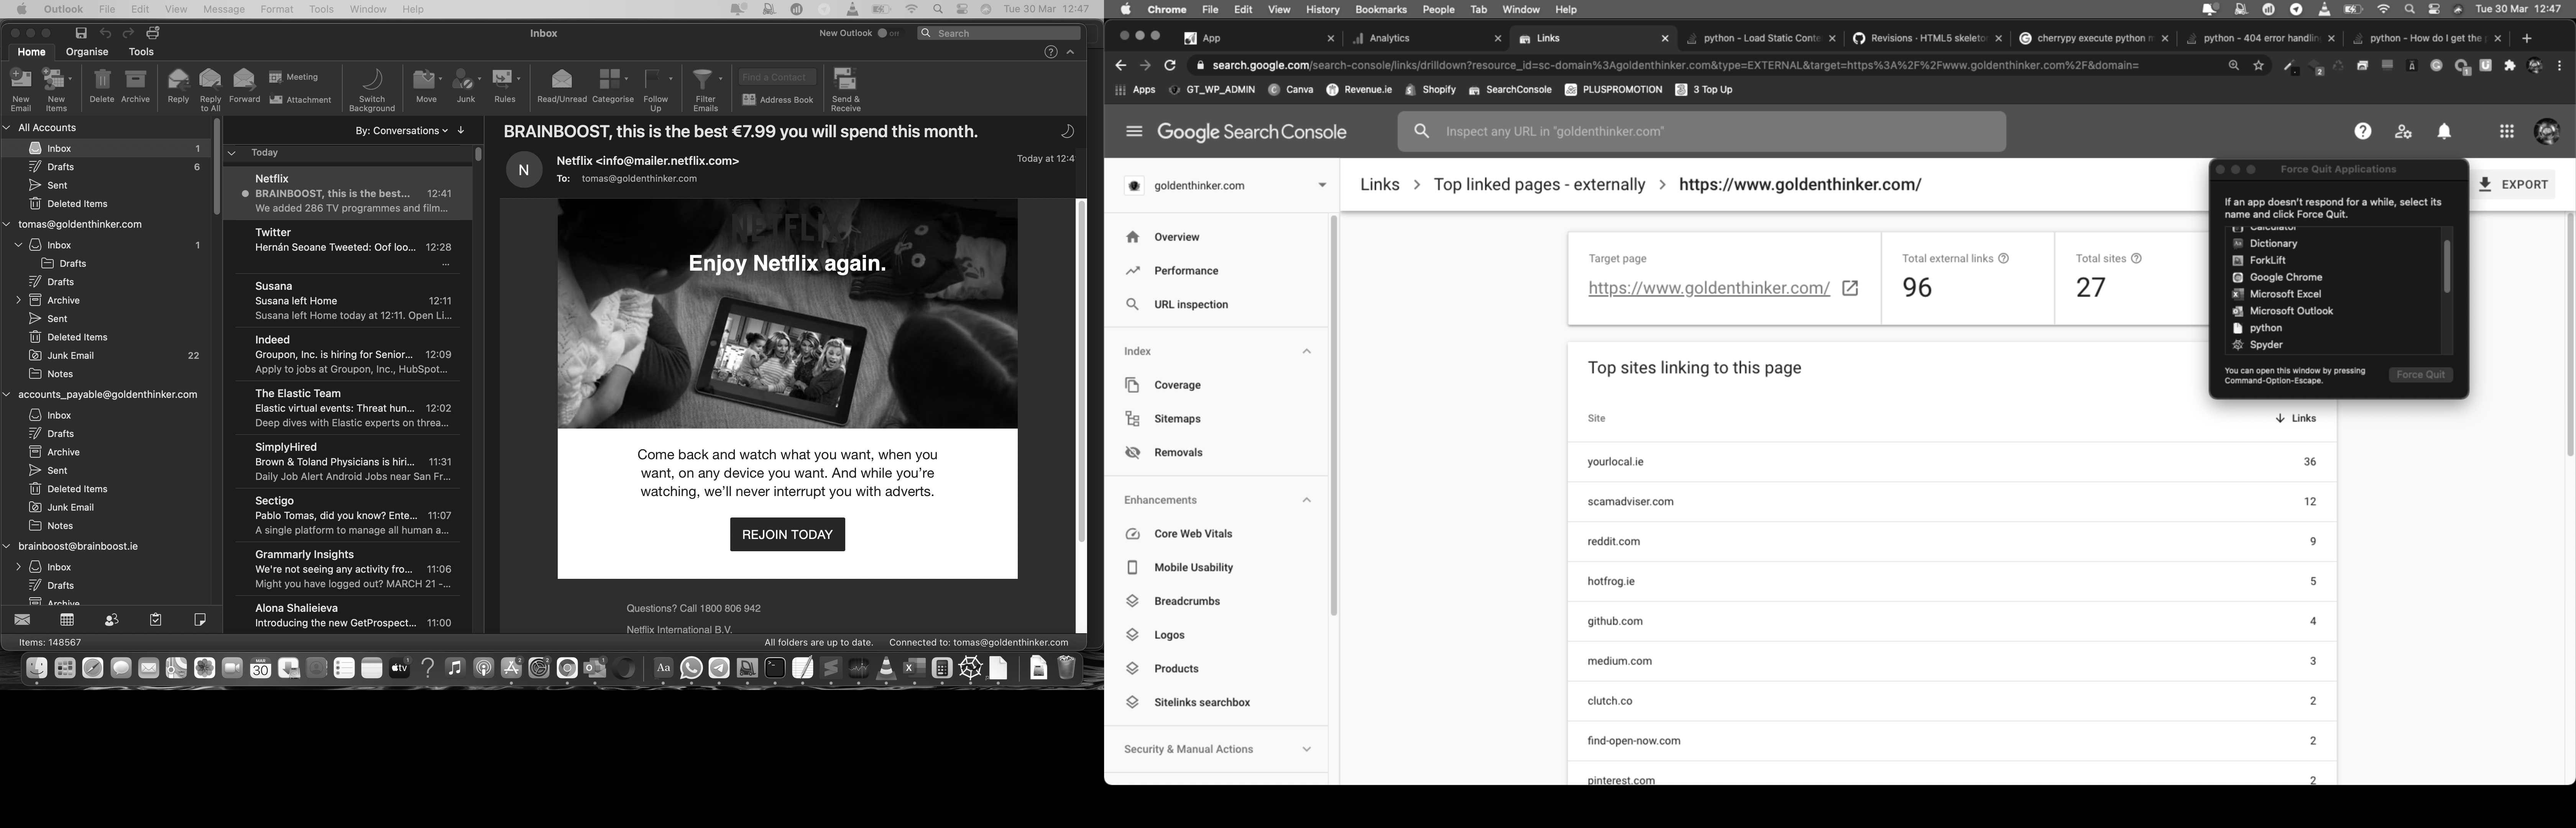 Outlook File Edit View Message Format Tools Window Help Tue 30 Mar 12:47
Inbox
New Outlook on
Search
Home Organise Tools
New Email
New Items
Delete
Archive
Reply
Reply to All
Forward
Meeting
Attachment
Switch Background
Move
Junk
Rules
Read/Unread
Categorise
Follow Up
Filter Emails
Find a Contact
Address Book
Send & Receive
All Accounts
Inbox 1
Drafts 6
Sent
Deleted Items
tomas@goldenthinker.com
Inbox 1
Drafts
Drafts
Archive
Sent
Deleted Items
Junk Email 22
Notes
accounts_payable@goldenthinker.com
Inbox
Drafts
Archive
Sent
Deleted Items
Junk Email
Notes
brainboost@brainboost.ie
Inbox
Drafts
Archive
Items: 148567
By: Conversations
Today
Netflix
BRAINBOOST, this is the best... 12:41
We added 286 TV programmes and film...
Twitter
Hernán Seoane Tweeted: Oof loo... 12:28
...
Susana
Susana left Home 12:11
Susana left Home today at 12:11. Open Li...
Indeed
Groupon, Inc. is hiring for Senior... 12:09
Apply to jobs at Groupon, Inc., HubSpot...
The Elastic Team
Elastic virtual events: Threat hun... 12:02
Deep dives with Elastic experts on threa...
SimplyHired
Brown & Toland Physicians is hiri... 11:31
Daily Job Alert Android Jobs near San Fr...
Sectigo
Pablo Tomas, did you know? Ente... 11:07
A single platform to manage all human a...
Grammarly Insights
We're not seeing any activity fro... 11:06
Might you have logged out? MARCH 21 -...
Alona Shalieieva
Introducing the new GetProspect... 11:00
BRAINBOOST, this is the best €7.99 you will spend this month.
N
Netflix <info@mailer.netflix.com>
Today at 12:4
To: tomas@goldenthinker.com
NETFLIX
Enjoy Netflix again.
Come back and watch what you want, when you
want, on any device you want. And while you're
watching, we'll never interrupt you with adverts.
REJOIN TODAY
Questions? Call 1800 806 942
Netflix International B.V.
All folders are up to date. Connected to: tomas@goldenthinker.com
MAR
30
tv
Aa
Chrome File Edit View History Bookmarks People Tab Window Help Tue 30 Mar 12:47
App
Analytics
Links
python - Load Static Conte
Revisions · HTML5 skeleto
cherrypy execute python m
python - 404 error handlin
python - How do I get the p
search.google.com/search-console/links/drilldown?resource_id=sc-domain%3Agoldenthinker.com&type=EXTERNAL&target=https%3A%2F%2Fwww.goldenthinker.com%2F&domain=
Apps GT_WP_ADMIN Canva Revenue.ie Shopify SearchConsole PLUSPROMOTION 3 Top Up
Google Search Console
Inspect any URL in "goldenthinker.com"
goldenthinker.com
Links > Top linked pages - externally > https://www.goldenthinker.com/
EXPORT
Overview
Performance
URL inspection
Index
Coverage
Sitemaps
Removals
Enhancements
Core Web Vitals
Mobile Usability
Breadcrumbs
Logos
Products
Sitelinks searchbox
Security & Manual Actions
Target page
https://www.goldenthinker.com/
Total external links
96
Total sites
27
Top sites linking to this page
Site Links
yourlocal.ie 36
scamadviser.com 12
reddit.com 9
hotfrog.ie 5
github.com 4
medium.com 3
clutch.co 2
find-open-now.com 2
pinterest.com 2
Force Quit Applications
If an app doesn't respond for a while, select its
name and click Force Quit.
Calculator
Dictionary
ForkLift
Google Chrome
Microsoft Excel
Microsoft Outlook
python
Spyder
You can open this window by pressing
Command-Option-Escape.
Force Quit